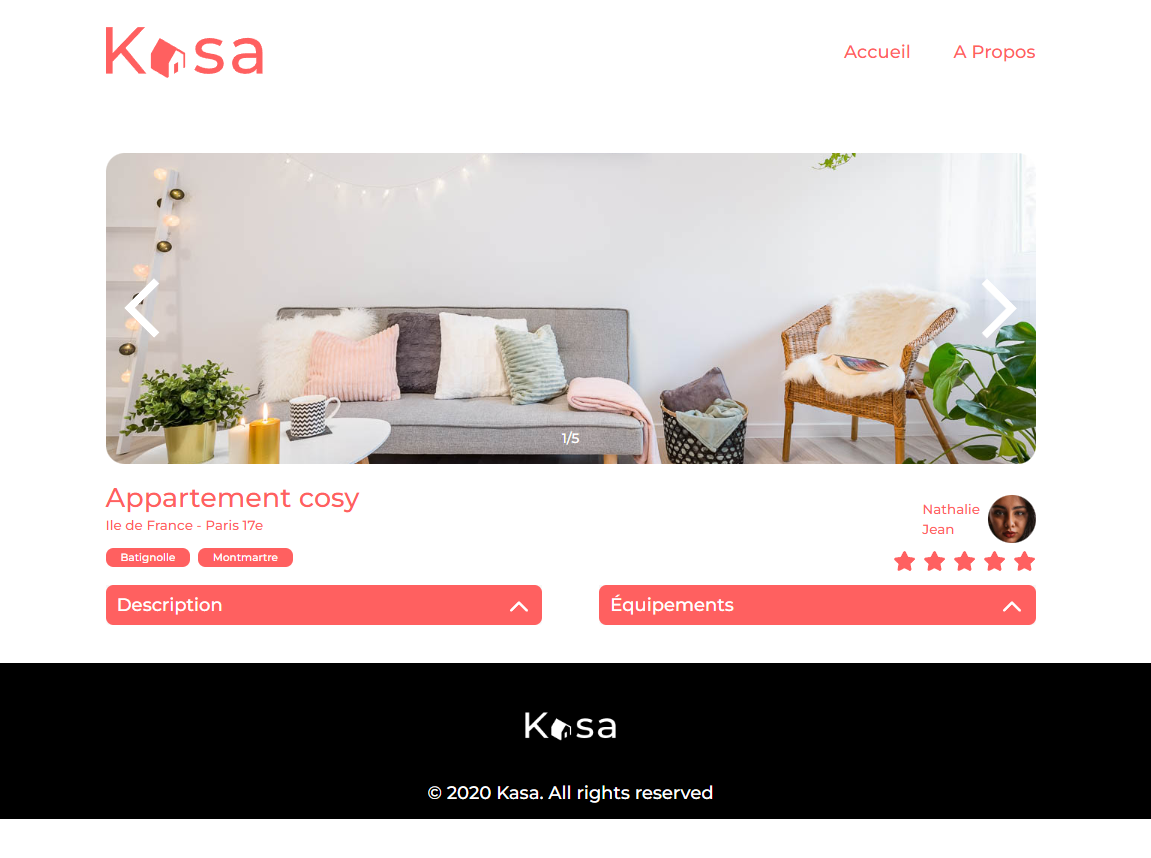 Kasa
Accueil
A Propos
1/5
Appartement cosy
Ile de France - Paris 17e
Batignolle
Montmartre
Nathalie
Jean
Description
Équipements
Kasa
© 2020 Kasa. All rights reserved